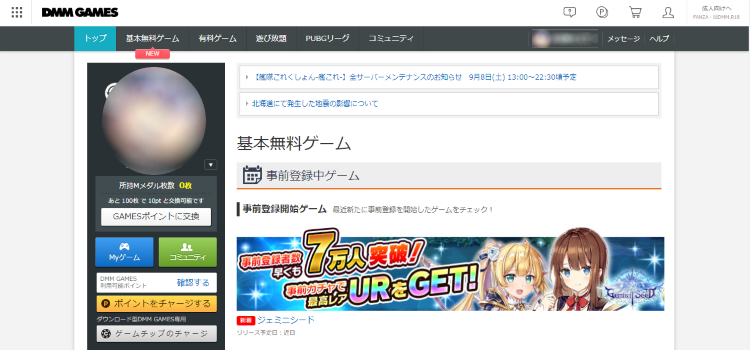 DMM GAMES
成人向けへ
FANZA - 旧DMM.R18
トップ
基本無料ゲーム
NEW
有料ゲーム
遊び放題
PUBGリーグ
コミュニティ
メッセージ
ヘルプ
【艦隊これくしょん-艦これ-】全サーバーメンテナンスのお知らせ 9月8日(土) 13:00～22:30頃予定
北海道にて発生した地震の影響について
所持Mメダル枚数 0枚
あと 100枚 で 10pt と交換可能です
GAMESポイントに交換
Myゲーム
コミュニティ
DMM GAMES
利用可能ポイント
確認する
ポイントをチャージする
ダウンロード型DMM GAMES専用
ゲームチップのチャージ
基本無料ゲーム
事前登録中ゲーム
事前登録開始ゲーム 最近新たに事前登録を開始したゲームをチェック！
事前登録者数
早くも
7万人突破!
事前ガチャで
最高レア
URをGET!
Gemini Seed
新着 ジェミニシード
リリース予定日：近日